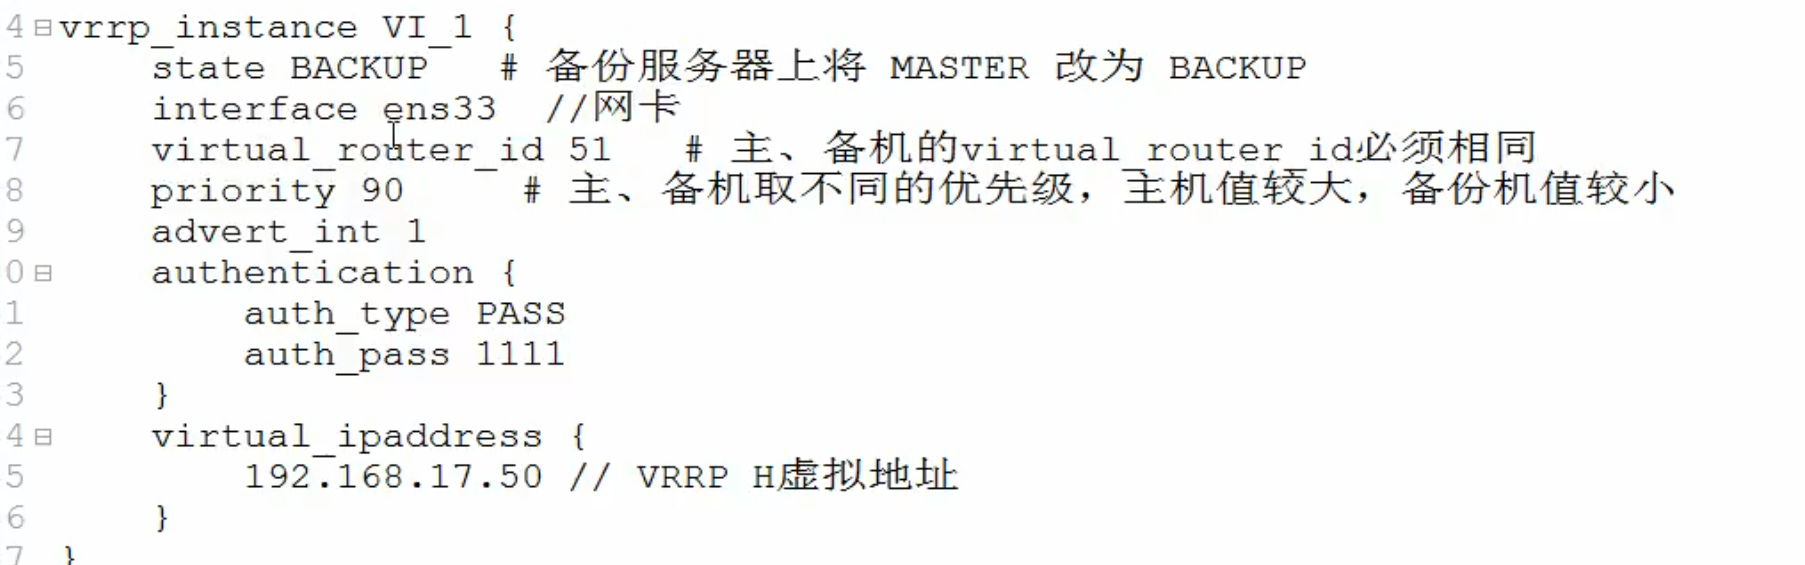 4 vrrp_instance VI_1 {
5 state BACKUP # 备份服务器上将 MASTER 改为 BACKUP
6 interface ens33 //网卡
7 virtual_router_id 51 # 主、备机的virtual_router_id必须相同
8 priority 90 # 主、备机取不同的优先级，主机值较大，备份机值较小
9 advert_int 1
0 authentication {
1 auth_type PASS
2 auth_pass 1111
3 }
4 virtual_ipaddress {
5 192.168.17.50 // VRRP H虚拟地址
6 }
7 }